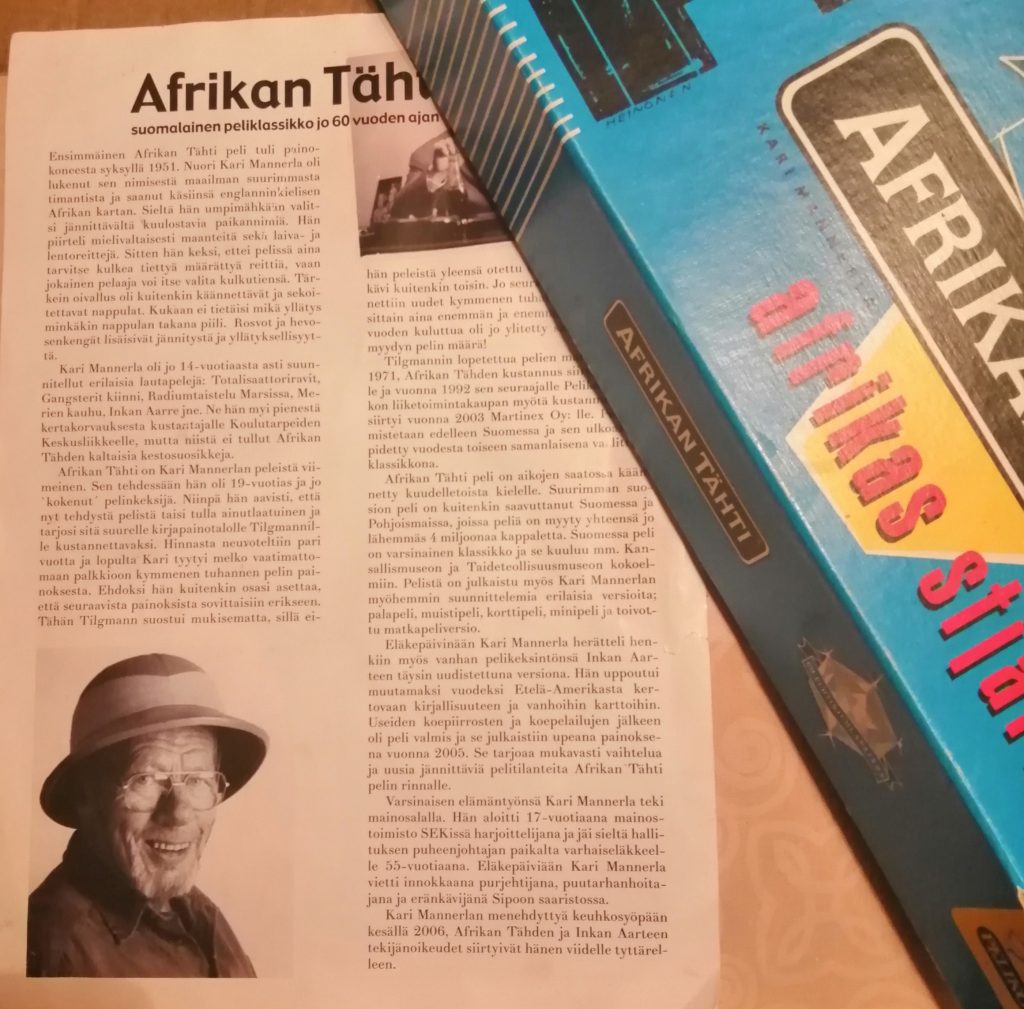 Afrikan Täht
suomalainen peliklassikko jo 60 vuoden ajan
Ensimmäinen Afrikan Tähti peli tuli paino-
koneesta syksyllä 1951. Nuori Kari Mannerla oli
lukenut sen nimisestä maailman suurimmasta
timantista ja saanut käsiinsä englanninkielisen
Afrikan kartan. Sieltä hän umpimähkään valit-
si jännittävältä kuulostavia paikannimiä. Hän
piirteli mielivaltaisesti maanteitä sekä laiva- ja
lentoreittejä. Sitten hän keksi, ettei pelissä aina
tarvitse kulkea tiettyä määrättyä reittiä, vaan
jokainen pelaaja voi itse valita kulkutiensä. Tär-
kein oivallus oli kuitenkin käännettävät ja sekoi-
tettavat nappulat. Kukaan ei tietäisi mikä yllätys
minkäkin nappulan takana piili. Rosvot ja hevo-
senkengät lisäisivät jännitystä ja yllätyksellisyyt-
tä.
Kari Mannerla oli jo 14-vuotiaasta asti suun-
nitellut erilaisia lautapelejä: Totalisaattoriravit,
Gangsterit kiinni, Radiumtaistelu Marsissa, Me-
rien kauhu, Inkan Aarre jne. Ne hän myi pienestä
kertakorvauksesta kustantajalle Koulutarpeiden
Keskusliikkeelle, mutta niistä ei tullut Afrikan
Tähden kaltaisia kestosuosikkeja.
Afrikan Tähti on Kari Mannerlan peleistä vii-
meinen. Sen tehdessään hän oli 19-vuotias ja jo
`kokenut´ pelinkeksijä. Niinpä hän aavisti, että
nyt tehdystä pelistä taisi tulla ainutlaatuinen ja
tarjosi sitä suurelle kirjapainotalolle Tilgmannil-
le kustannettavaksi. Hinnasta neuvoteltiin pari
vuotta ja lopulta Kari tyytyi melko vaatimatto-
maan palkkioon kymmenen tuhannen pelin pai-
noksesta. Ehdoksi hän kuitenkin osasi asettaa,
että seuraavista painoksista sovittaisiin erikseen.
Tähän Tilgmann suostui mukisematta, sillä ei-
hän peleistä yleensä otettu
kävi kuitenkin toisin. Jo seur
nettiin uudet kymmenen tuha
sittain aina enemmän ja enemm
vuoden kuluttua oli jo ylitetty
myydyn pelin määrä!
Tilgmannin lopetettua pelien m
1971, Afrikan Tähden kustannus sii
le ja vuonna 1992 sen seuraajalle Peli
kon liiketoimintakaupan myötä kustan
siirtyi vuonna 2003 Martinex Oy: lle.
mistetaan edelleen Suomessa ja sen ulko
pidetty vuodesta toiseen samanlaisena
klassikkona.
Afrikan Tähti peli on aikojen saatossa kään
netty kuudelletoista kielelle. Suurimman suo-
sion peli on kuitenkin saavuttanut Suomessa ja
Pohjoismaissa, joissa peliä on myyty yhteensä jo
lähemmäs 4 miljoonaa kappaletta. Suomessa peli
on varsinainen klassikko ja se kuuluu mm. Kan-
sallismuseon ja Taideteollisuusmuseon kokoel-
miin. Pelistä on julkaistu myös Kari Mannerlan
myöhemmin suunnittelemia erilaisia versioita;
palapeli, muistipeli, korttipeli, minipeli ja toivot-
tu matkapeliversio.
Eläkepäivinään Kari Mannerla herätteli hen-
kiin myös vanhan pelikeksintönsä Inkan Aar-
teen täysin uudistettuna versiona. Hän uppoutui
muutamaksi vuodeksi Etelä-Amerikasta ker-
tovaan kirjallisuuteen ja vanhoihin karttoihin.
Useiden koepiirrosten ja koepelailujen jälkeen
oli peli valmis ja se julkaistiin upeana painokse-
na vuonna 2005. Se tarjoaa mukavasti vaihtelua
ja uusia jännittäviä pelitilanteita Afrikan Tähti
pelin rinnalle.
Varsinaisen elämäntyönsä Kari Mannerla teki
mainosalalla. Hän aloitti 17-vuotiaana mainos-
toimisto SEKissä harjoittelijana ja jäi sieltä halli-
tuksen puheenjohtajan paikalta varhaiseläkkeel-
le 55-vuotiaana. Eläkepäiviään Kari Mannerla
vietti innokkaana purjehtijana, puutarhanhoita-
jana ja eränkävijänä Sipoon saaristossa.
Kari Mannerlan menehdyttyä keuhkosyöpään
kesällä 2006, Afrikan Tähden ja Inkan Aarteen
tekijänoikeudet siirtyivät hänen viidelle tyttärel-
leen.
HEINONEN
KARI MANNERLA
AFRIKA
afrikas stjär
AFRIKAN TÄHTI